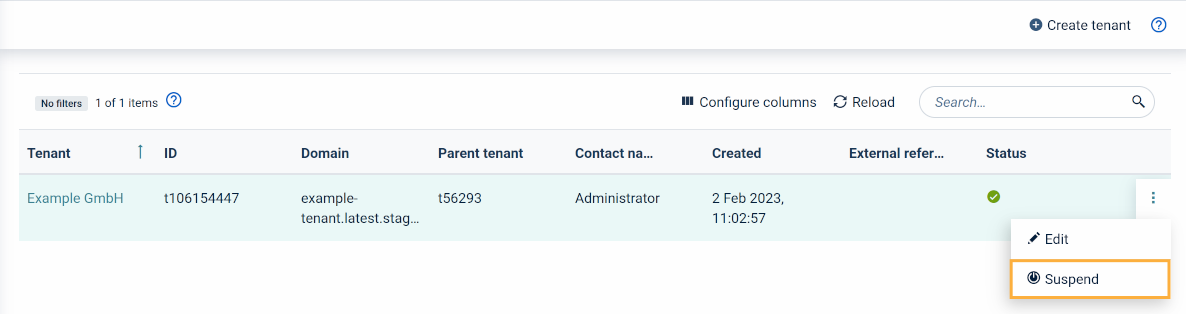 Create tenant
No filters 1 of 1 items Configure columns Reload Search...
Tenant ID Domain Parent tenant Contact na... Created External refer... Status
Example GmbH t106154447 example- t56293 Administrator 2 Feb 2023,
tenant.latest.stag... 11:02:57
Edit
Suspend